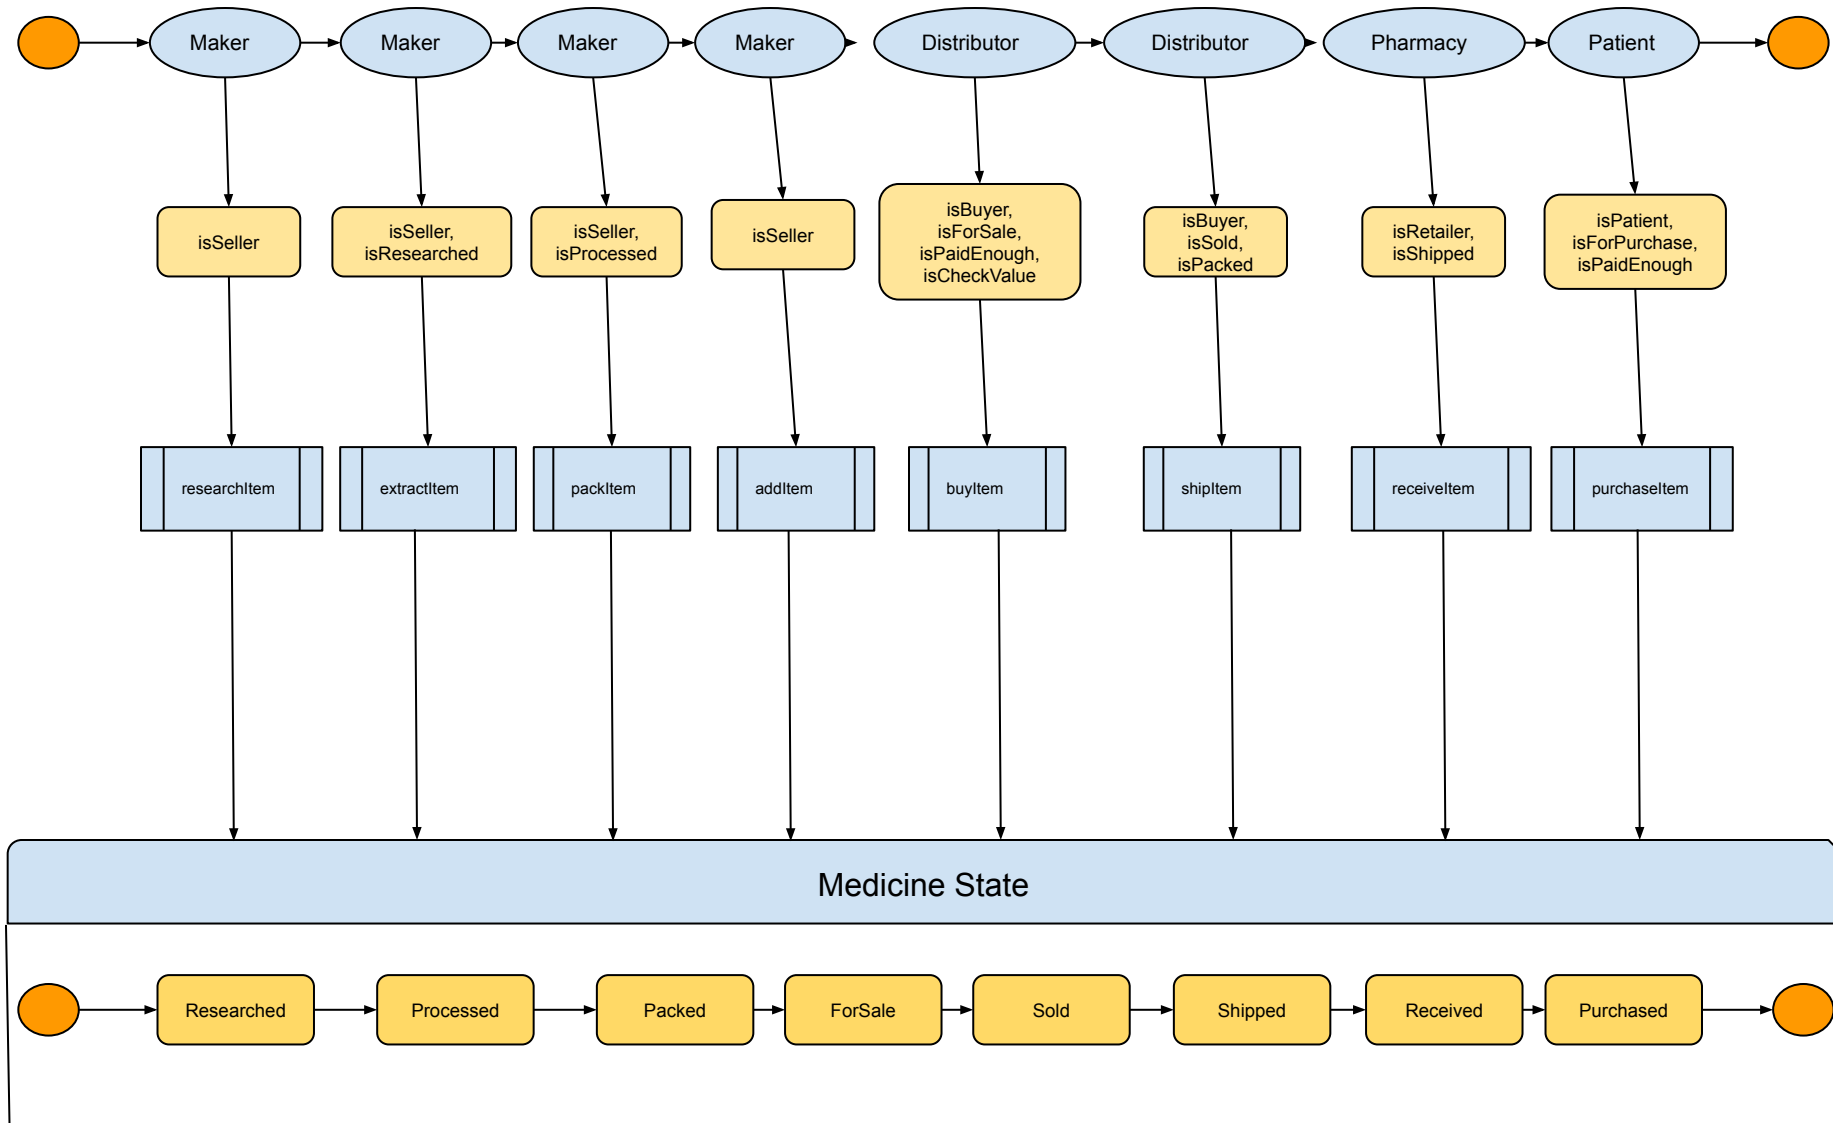 Maker
Maker
Maker
Maker
Distributor
Distributor
Pharmacy
Patient
isSeller
isSeller,
isResearched
isSeller,
isProcessed
isSeller
isBuyer,
isForSale,
isPaidEnough,
isCheckValue
isBuyer,
isSold,
isPacked
isRetailer,
isShipped
isPatient,
isForPurchase,
isPaidEnough
researchItem
extractItem
packItem
addItem
buyItem
shipItem
receiveItem
purchaseItem
Medicine State
Researched
Processed
Packed
ForSale
Sold
Shipped
Received
Purchased